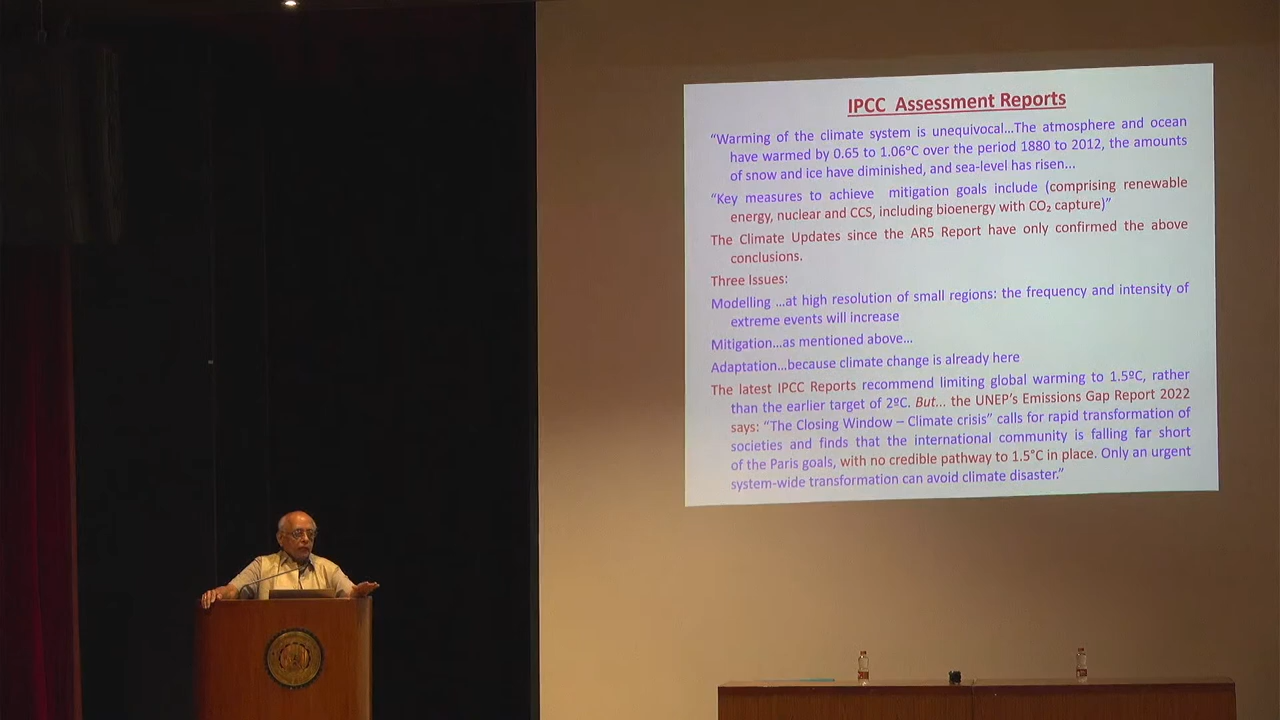 IPCC Assessment Reports
“Warming of the climate system is unequivocal...The atmosphere and ocean
have warmed by 0.65 to 1.06°C over the period 1880 to 2012, the amounts
of snow and ice have diminished, and sea-level has risen...
“Key measures to achieve mitigation goals include (comprising renewable
energy, nuclear and CCS, including bioenergy with CO₂ capture)”
The Climate Updates since the AR5 Report have only confirmed the above
conclusions.
Three Issues:
Modelling ...at high resolution of small regions: the frequency and intensity of
extreme events will increase
Mitigation...as mentioned above...
Adaptation...because climate change is already here
The latest IPCC Reports recommend limiting global warming to 1.5ºC, rather
than the earlier target of 2ºC. But... the UNEP’s Emissions Gap Report 2022
says: “The Closing Window – Climate crisis” calls for rapid transformation of
societies and finds that the international community is falling far short
of the Paris goals, with no credible pathway to 1.5°C in place. Only an urgent
system-wide transformation can avoid climate disaster.”